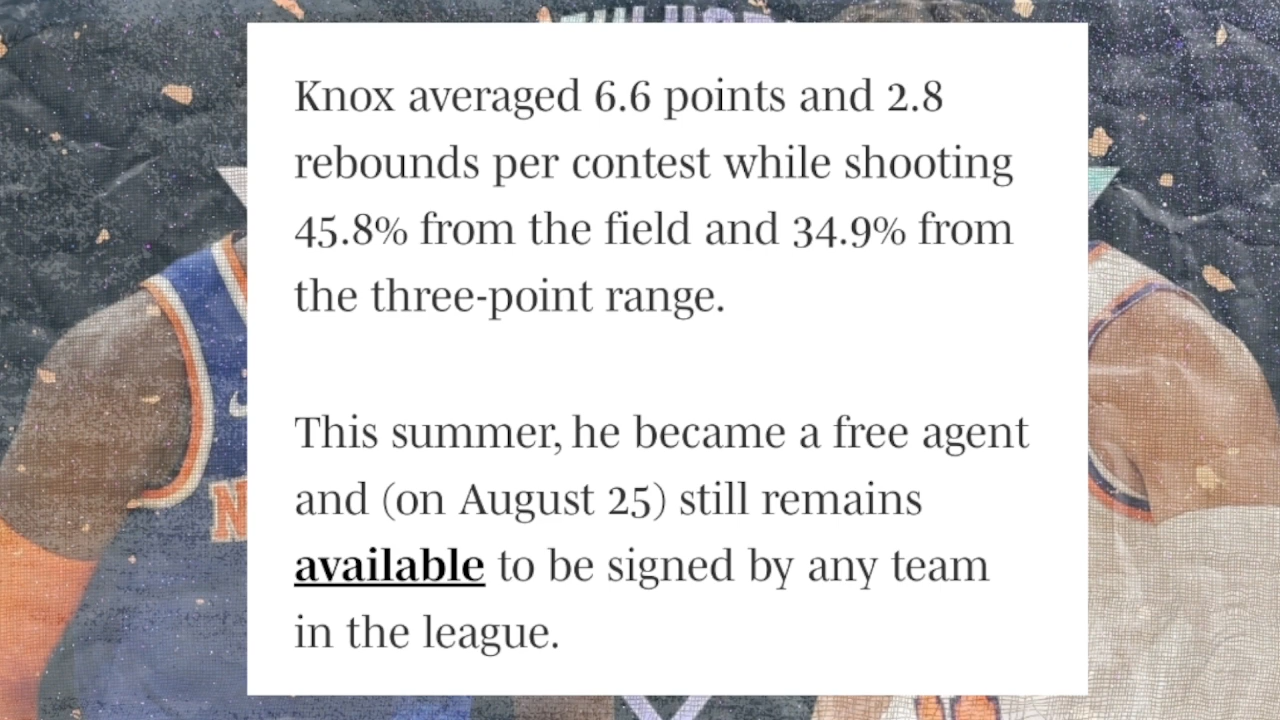 Knox averaged 6.6 points and 2.8
rebounds per contest while shooting
45.8% from the field and 34.9% from
the three-point range.
This summer, he became a free agent
and (on August 25) still remains
available to be signed by any team
in the league.
N